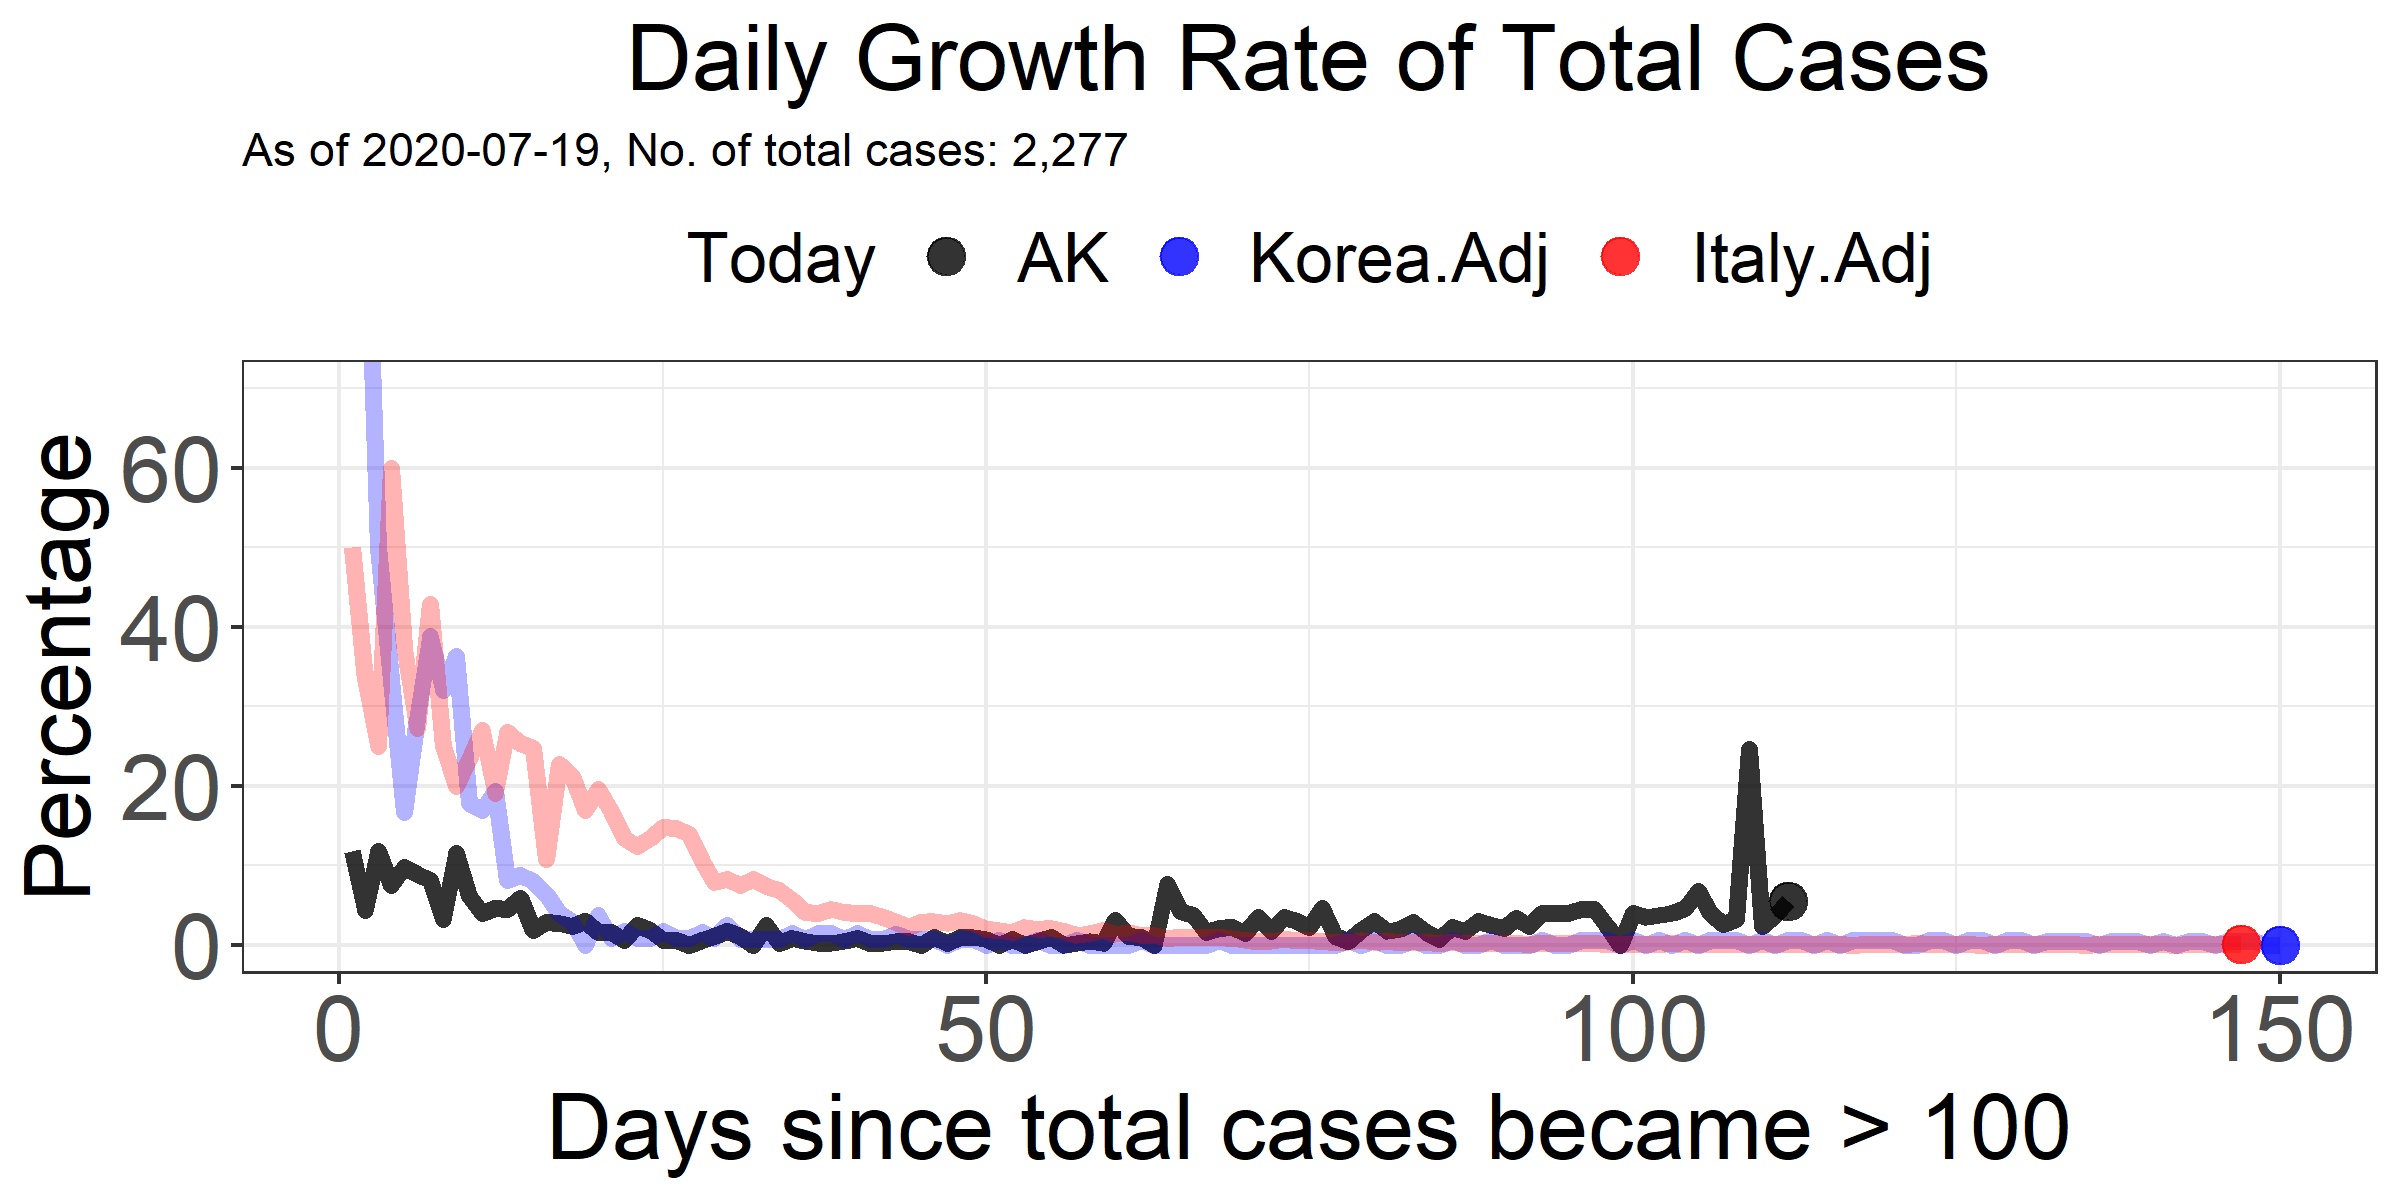 Daily Growth Rate of Total Cases
As of 2020-07-19, No. of total cases: 2,277
Today AK Korea.Adj Italy.Adj
Percentage
60
40
20
0
0 50 100 150
Days since total cases became > 100